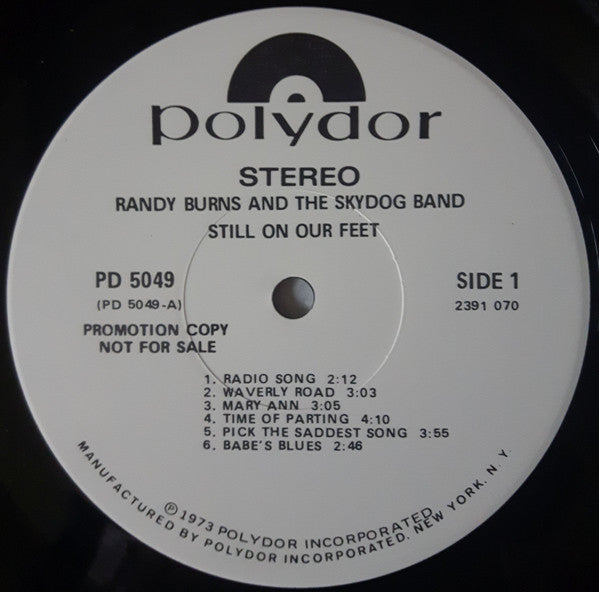 polydor
STEREO
RANDY BURNS AND THE SKYDOG BAND
STILL ON OUR FEET
PD 5049
(PD 5049-A)
PROMOTION COPY
NOT FOR SALE
SIDE 1
2391 070
1. RADIO SONG 2:12
2. WAVERLY ROAD 3:03
3. MARY ANN 3:05
4. TIME OF PARTING 4:10
5. PICK THE SADDEST SONG 3:55
6. BABE'S BLUES 2:46
Ⓟ 1973 POLYDOR INCORPORATED
MANUFACTURED BY POLYDOR INCORPORATED. NEW YORK. N. Y.